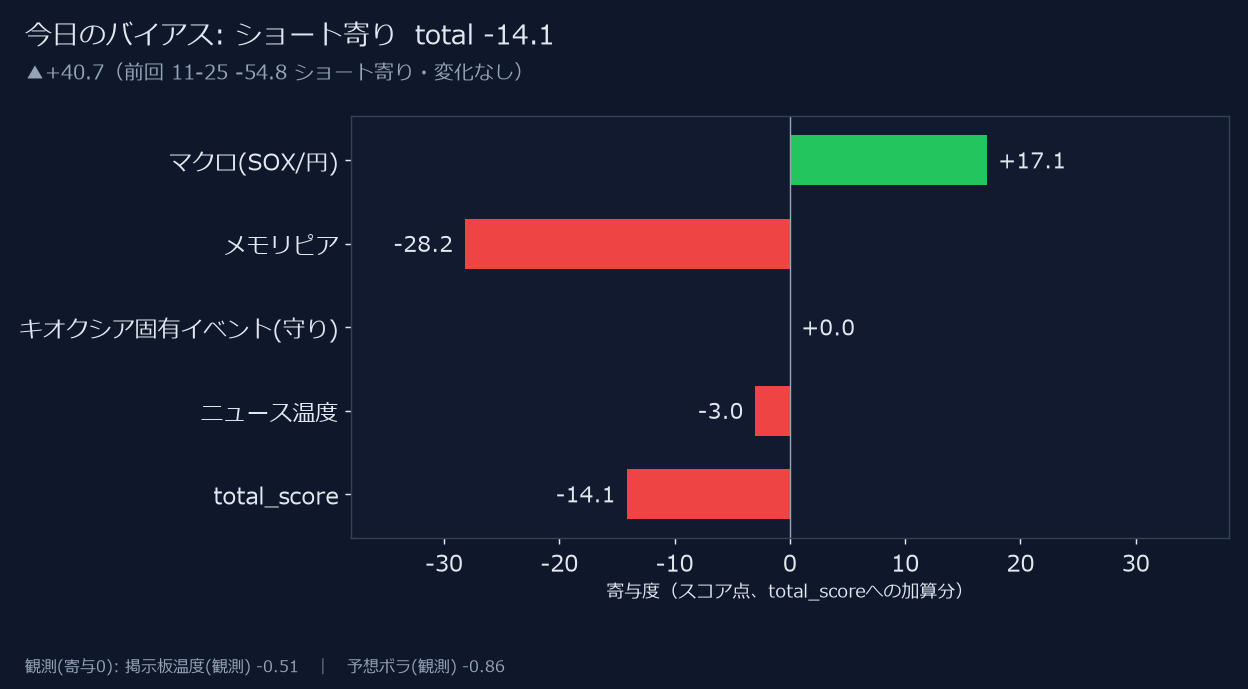 今日のバイアス: ショート寄り total -14.1
▲+40.7（前回 11-25 -54.8 ショート寄り・変化なし）
マクロ(SOX/円)
+17.1
メモリピア
-28.2
キオクシア固有イベント(守り)
+0.0
ニュース温度
-3.0
total_score
-14.1
-30 -20 -10 0 10 20 30
寄与度（スコア点、total_scoreへの加算分）
観測(寄与0): 掲示板温度(観測) -0.51 ｜ 予想ボラ(観測) -0.86